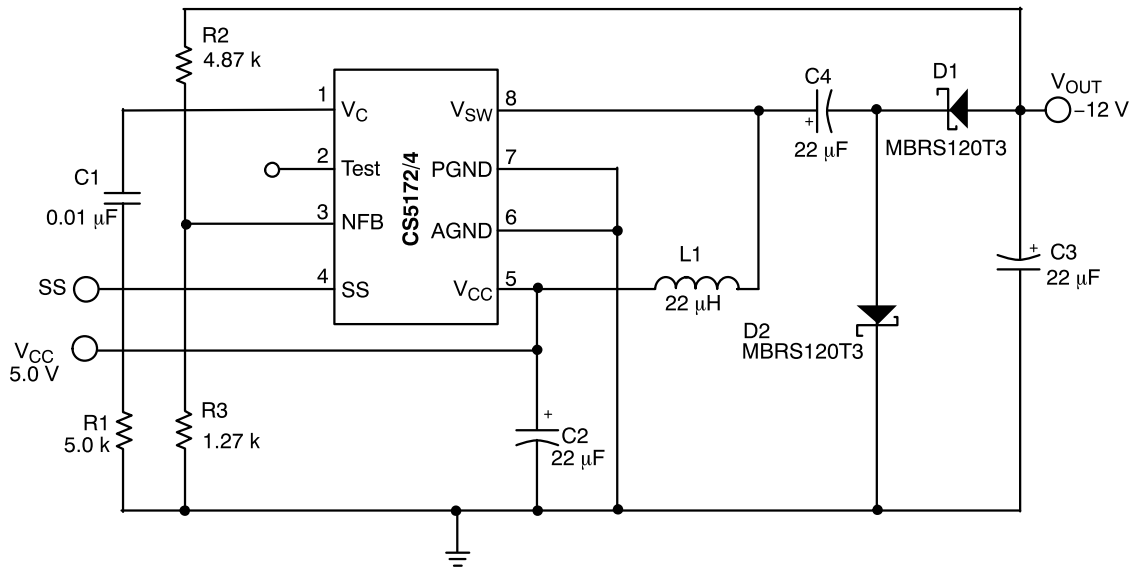 R2
4.87 k
C4
D1
V_OUT
−12 V
1
V_C
V_SW
8
+
22 μF
MBRS120T3
2
Test
PGND
7
C1
0.01 μF
3
NFB
CS5172/4
AGND
6
L1
+
C3
22 μF
SS
4
SS
V_CC
5
22 μH
D2
MBRS120T3
V_CC
5.0 V
R1
5.0 k
R3
1.27 k
+
C2
22 μF